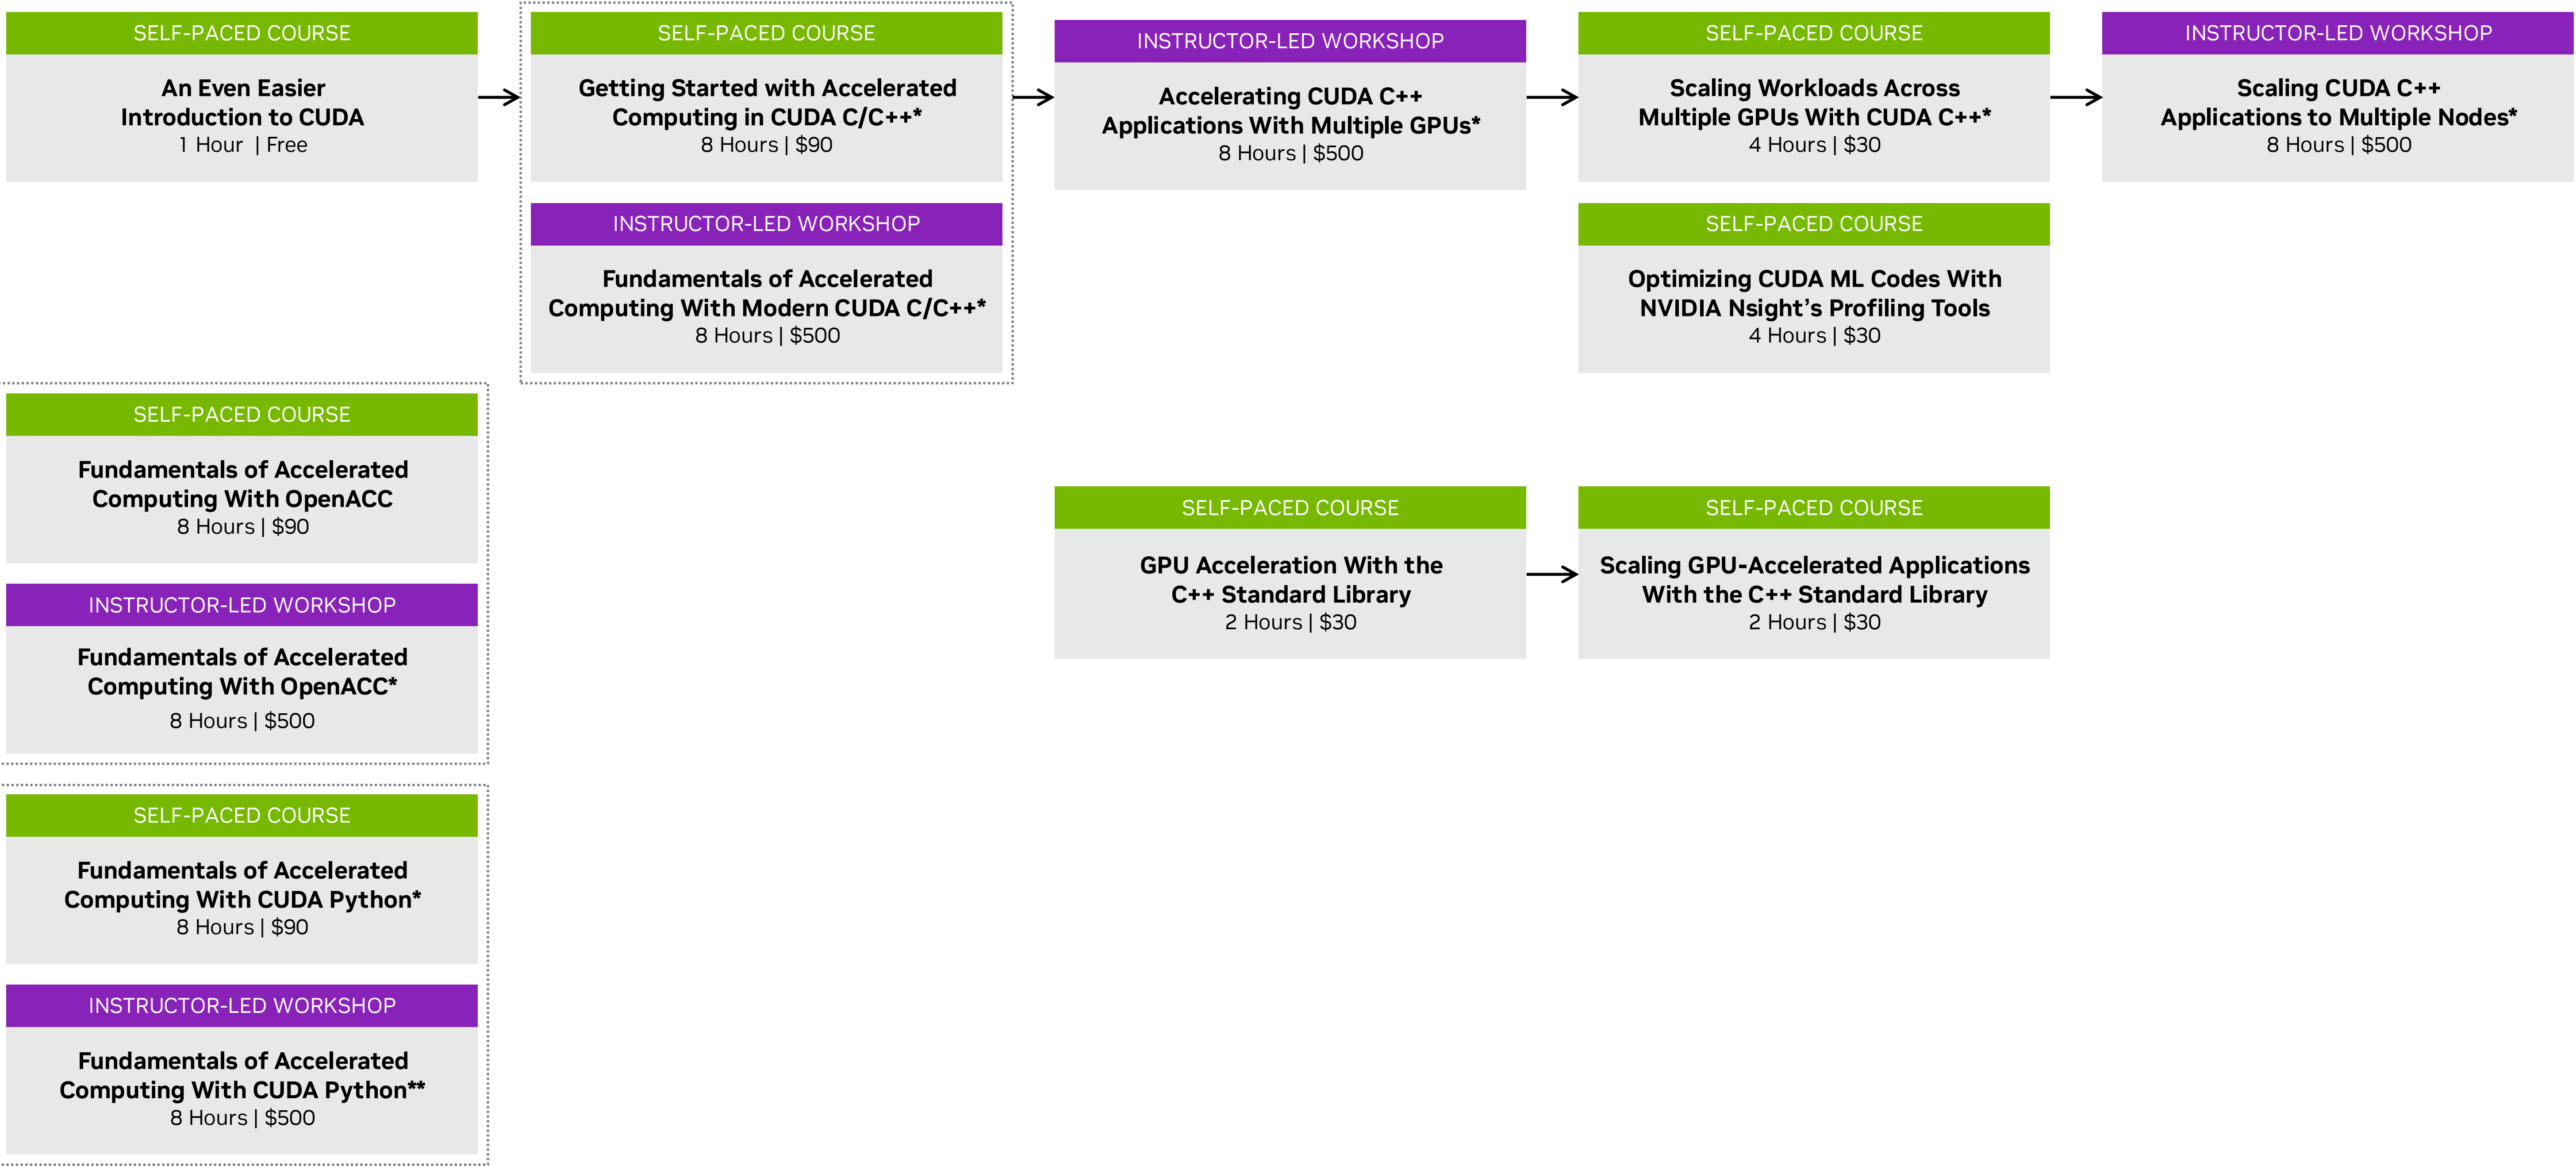 SELF-PACED COURSE
An Even Easier
Introduction to CUDA
1 Hour | Free
SELF-PACED COURSE
Getting Started with Accelerated
Computing in CUDA C/C++*
8 Hours | $90
INSTRUCTOR-LED WORKSHOP
Fundamentals of Accelerated
Computing With Modern CUDA C/C++*
8 Hours | $500
INSTRUCTOR-LED WORKSHOP
Accelerating CUDA C++
Applications With Multiple GPUs*
8 Hours | $500
SELF-PACED COURSE
Scaling Workloads Across
Multiple GPUs With CUDA C++*
4 Hours | $30
INSTRUCTOR-LED WORKSHOP
Scaling CUDA C++
Applications to Multiple Nodes*
8 Hours | $500
SELF-PACED COURSE
Optimizing CUDA ML Codes With
NVIDIA Nsight’s Profiling Tools
4 Hours | $30
SELF-PACED COURSE
Fundamentals of Accelerated
Computing With OpenACC
8 Hours | $90
INSTRUCTOR-LED WORKSHOP
Fundamentals of Accelerated
Computing With OpenACC*
8 Hours | $500
SELF-PACED COURSE
GPU Acceleration With the
C++ Standard Library
2 Hours | $30
SELF-PACED COURSE
Scaling GPU-Accelerated Applications
With the C++ Standard Library
2 Hours | $30
SELF-PACED COURSE
Fundamentals of Accelerated
Computing With CUDA Python*
8 Hours | $90
INSTRUCTOR-LED WORKSHOP
Fundamentals of Accelerated
Computing With CUDA Python**
8 Hours | $500